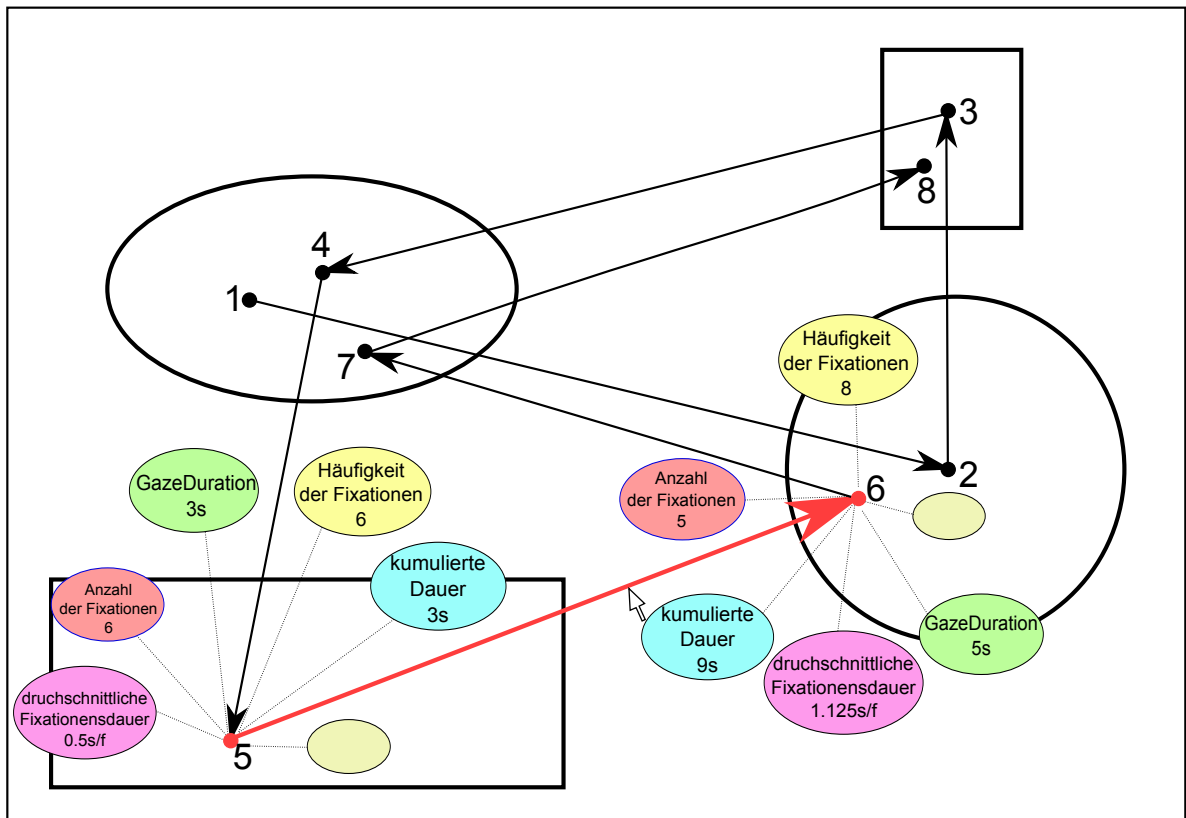 3
8
4
1
7
Häufigkeit
der Fixationen
8
2
6
Anzahl
der Fixationen
5
GazeDuration
3s
Häufigkeit
der Fixationen
6
kumulierte
Dauer
3s
Anzahl
der Fixationen
6
druchschnittliche
Fixationsdauer
0.5s/f
5
kumulierte
Dauer
9s
druchschnittliche
Fixationensdauer
1.125s/f
GazeDuration
5s